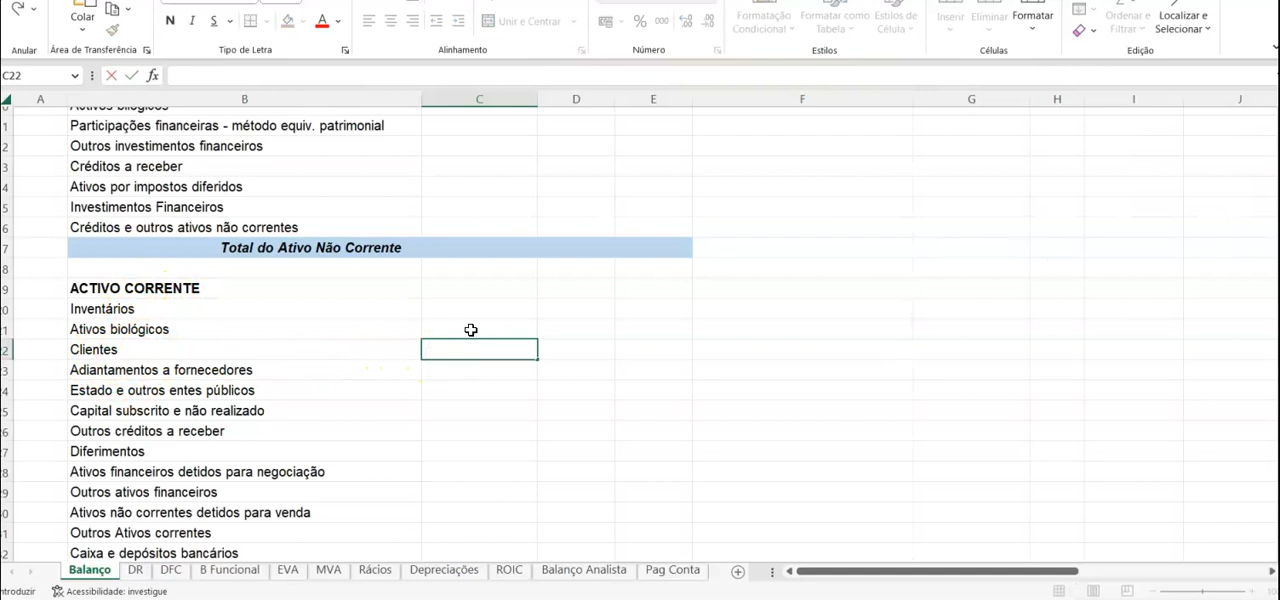 Colar
N I S A
Unir e Centrar
% 000
Formatação Condicional
Formatar como Tabela
Estilos de Célula
Inserir Eliminar Formatar
Ordenar e Filtrar
Localizar e Selecionar
Anular Área de Transferência Tipo de Letra Alinhamento Número Estilos Células Edição
C22 fx
A B C D E F G H I J
Participações financeiras - método equiv. patrimonial
Outros investimentos financeiros
Créditos a receber
Ativos por impostos diferidos
Investimentos Financeiros
Créditos e outros ativos não correntes
Total do Ativo Não Corrente
ACTIVO CORRENTE
Inventários
Ativos biológicos
Clientes
Adiantamentos a fornecedores
Estado e outros entes públicos
Capital subscrito e não realizado
Outros créditos a receber
Diferimentos
Ativos financeiros detidos para negociação
Outros ativos financeiros
Ativos não correntes detidos para venda
Outros Ativos correntes
Caixa e depósitos bancários
Balanço DR DFC B Funcional EVA MVA Rácios Depreciações ROIC Balanço Analista Pag Conta
Acessibilidade: investigue